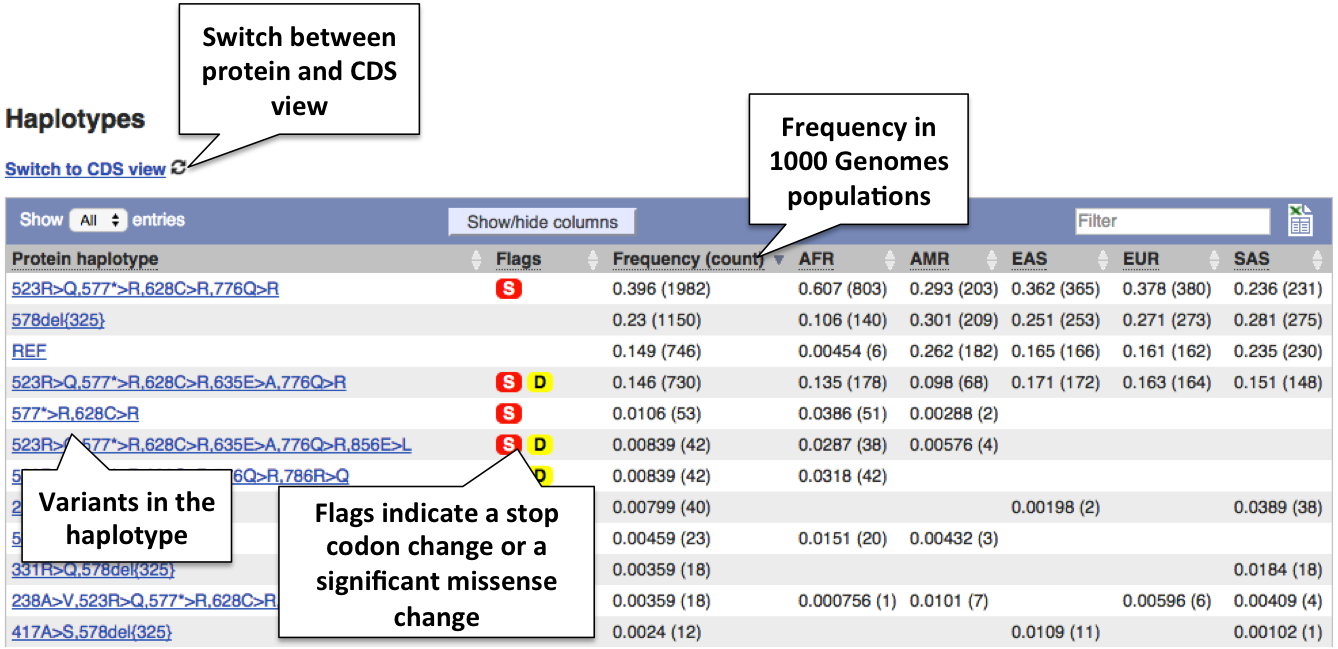 Switch between
protein and CDS
view
Haplotypes
Switch to CDS view
Frequency in
1000 Genomes
populations
Show All entries Show/hide columns Filter
Protein haplotype Flags Frequency (count) AFR AMR EAS EUR SAS
523R>Q,577*>R,628C>R,776Q>R S 0.396 (1982) 0.607 (803) 0.293 (203) 0.362 (365) 0.378 (380) 0.236 (231)
578del{325} 0.23 (1150) 0.106 (140) 0.301 (209) 0.251 (253) 0.271 (273) 0.281 (275)
REF 0.149 (746) 0.00454 (6) 0.262 (182) 0.165 (166) 0.161 (162) 0.235 (230)
523R>Q,577*>R,628C>R,635E>A,776Q>R S D 0.146 (730) 0.135 (178) 0.098 (68) 0.171 (172) 0.163 (164) 0.151 (148)
577*>R,628C>R S 0.0106 (53) 0.0386 (51) 0.00288 (2)
523R>Q,577*>R,628C>R,635E>A,776Q>R,856E>L S D 0.00839 (42) 0.0287 (38) 0.00576 (4)
5 6Q>R,786R>Q D 0.00839 (42) 0.0318 (42)
2 0.00799 (40) 0.00198 (2) 0.0389 (38)
5 0.00459 (23) 0.0151 (20) 0.00432 (3)
331R>Q,578del{325} 0.00359 (18) 0.0184 (18)
238A>V,523R>Q,577*>R,628C>R 0.00359 (18) 0.000756 (1) 0.0101 (7) 0.00596 (6) 0.00409 (4)
417A>S,578del{325} 0.0024 (12) 0.0109 (11) 0.00102 (1)
Variants in the
haplotype
Flags indicate a stop
codon change or a
significant missense
change